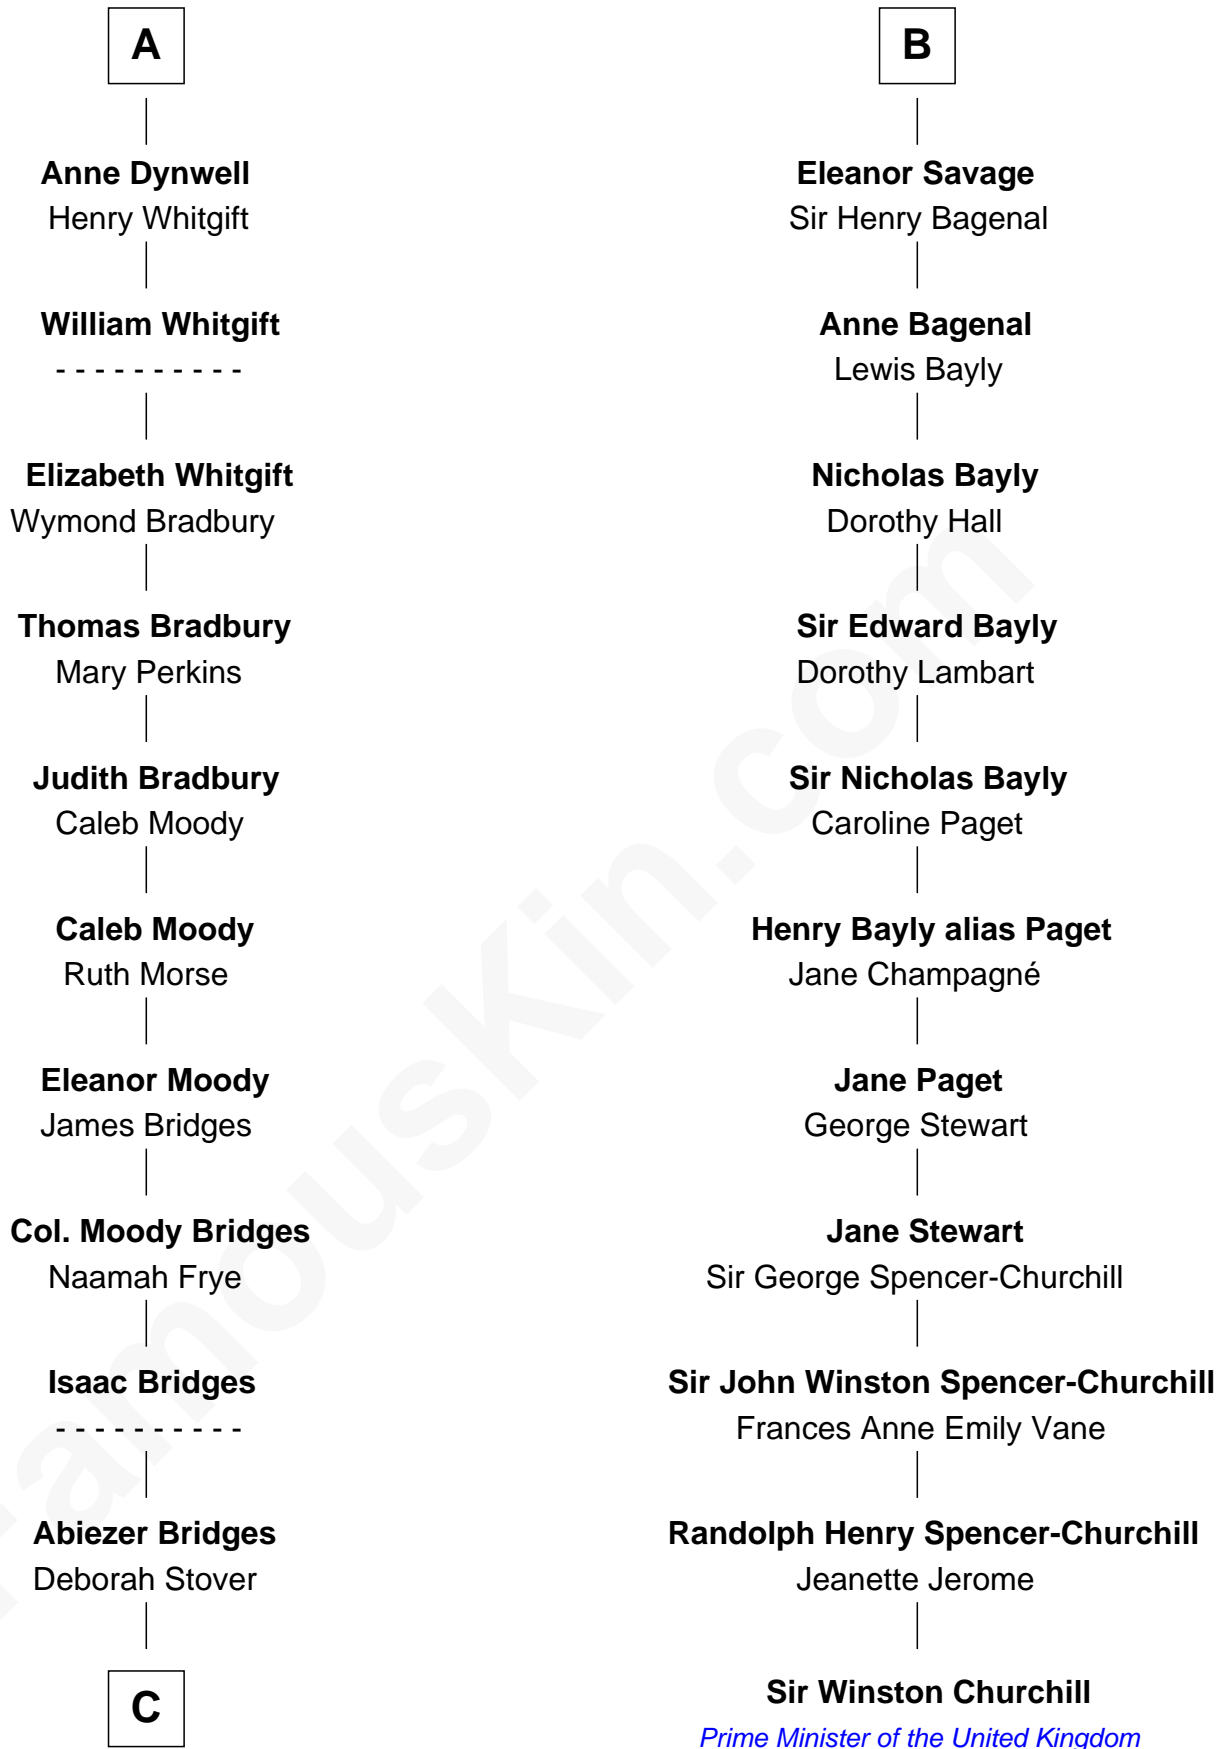 A
Anne Dynwell
Henry Whitgift
William Whitgift
- - - - - - - - - -
Elizabeth Whitgift
Wymond Bradbury
Thomas Bradbury
Mary Perkins
Judith Bradbury
Caleb Moody
Caleb Moody
Ruth Morse
Eleanor Moody
James Bridges
Col. Moody Bridges
Naamah Frye
Isaac Bridges
- - - - - - - - - -
Abiezer Bridges
Deborah Stover
C
B
Eleanor Savage
Sir Henry Bagenal
Anne Bagenal
Lewis Bayly
Nicholas Bayly
Dorothy Hall
Sir Edward Bayly
Dorothy Lambart
Sir Nicholas Bayly
Caroline Paget
Henry Bayly alias Paget
Jane Champagné
Jane Paget
George Stewart
Jane Stewart
Sir George Spencer-Churchill
Sir John Winston Spencer-Churchill
Frances Anne Emily Vane
Randolph Henry Spencer-Churchill
Jeanette Jerome
Sir Winston Churchill
Prime Minister of the United Kingdom
FamousKin.com